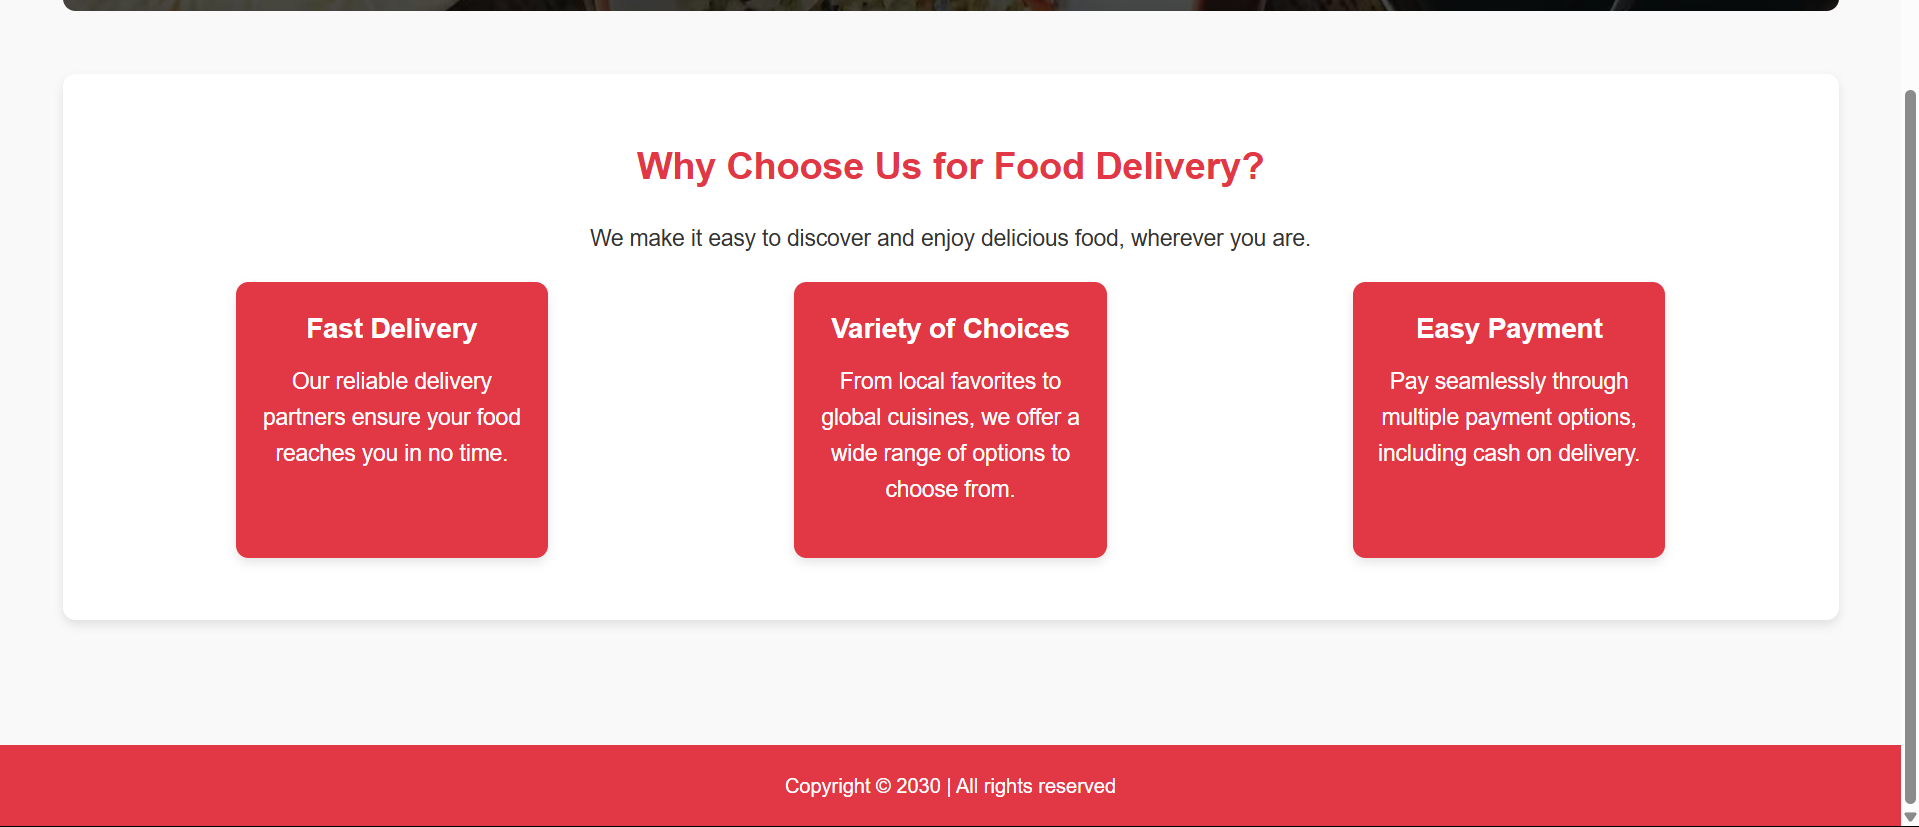 Why Choose Us for Food Delivery?
We make it easy to discover and enjoy delicious food, wherever you are.
Fast Delivery
Our reliable delivery
partners ensure your food
reaches you in no time.
Variety of Choices
From local favorites to
global cuisines, we offer a
wide range of options to
choose from.
Easy Payment
Pay seamlessly through
multiple payment options,
including cash on delivery.
Copyright © 2030 | All rights reserved